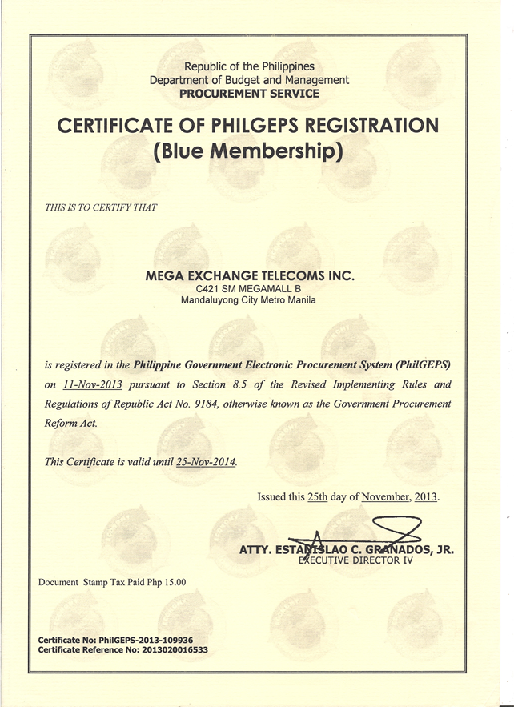 Republic of the Philippines
Department of Budget and Management
PROCUREMENT SERVICE
CERTIFICATE OF PHILGEPS REGISTRATION
(Blue Membership)
THIS IS TO CERTIFY THAT
MEGA EXCHANGE TELECOMS INC.
C421 SM MEGAMALL B
Mandaluyong City Metro Manila
is registered in the Philippine Government Electronic Procurement System (PhilGEPS)
on 11-Nov-2013 pursuant to Section 8.5 of the Revised Implementing Rules and
Regulations of Republic Act No. 9184, otherwise known as the Government Procurement
Reform Act.
This Certificate is valid until 25-Nov-2014.
Issued this 25th day of November, 2013.
ATTY. ESTANISLAO C. GRANADOS, JR.
EXECUTIVE DIRECTOR IV
Document Stamp Tax Paid Php 15.00
Certificate No: PhilGEPS-2013-109936
Certificate Reference No: 2013020016533